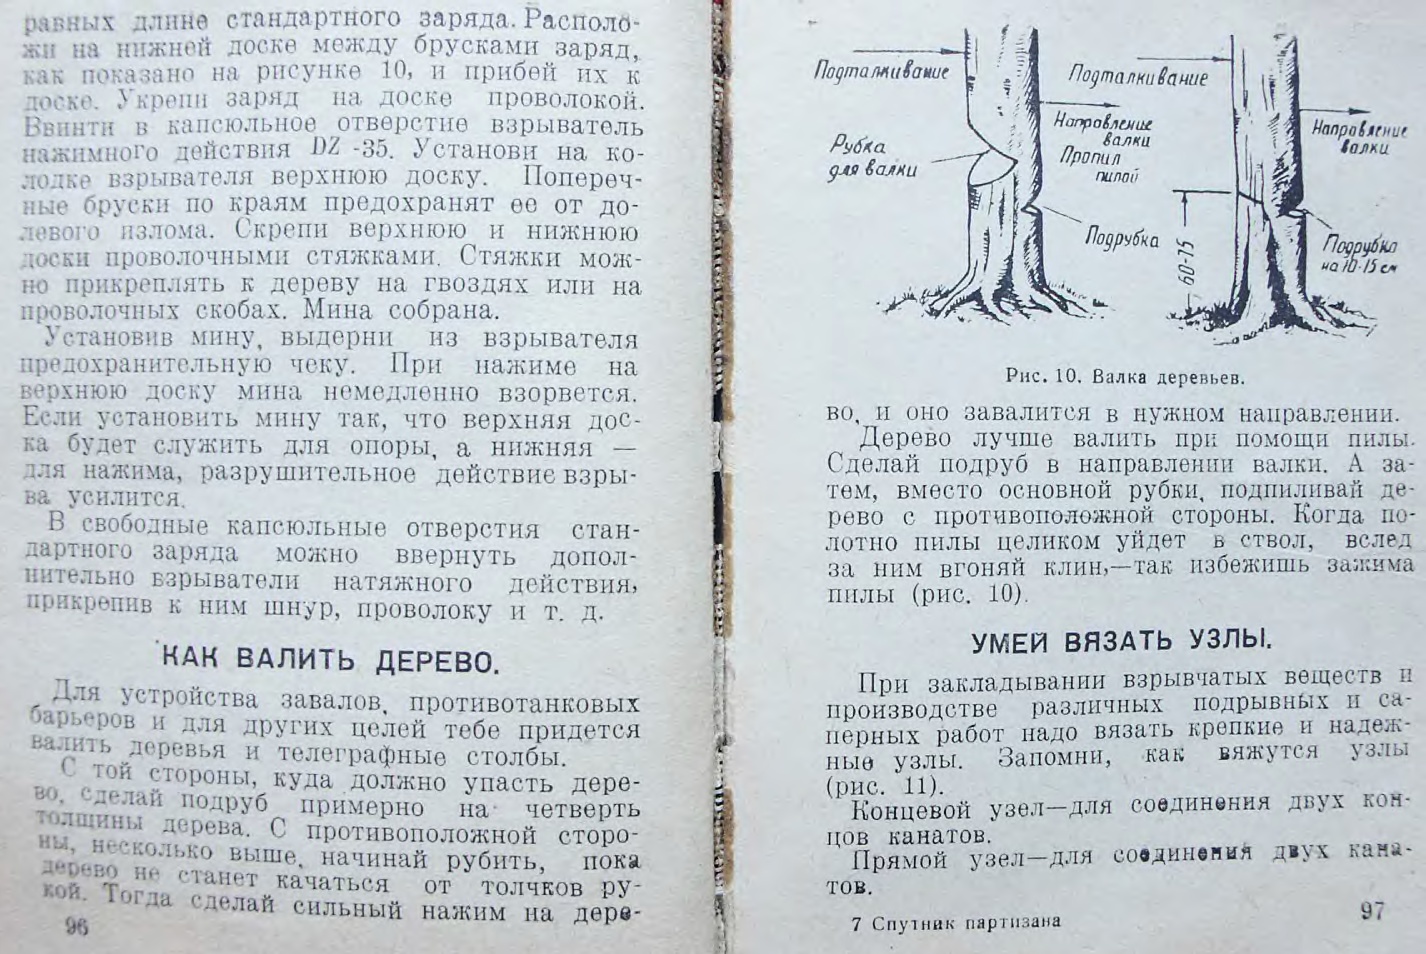 равных длине стандартного заряда. Располо-
жи на нижней доске между брусками заряд,
как показано на рисунке 10, и прибей их к
доске. Укрепи заряд на доске проволокой.
Ввинти в капсюльное отверстие взрыватель
нажимного действия DZ -35. Установи на ко-
лодке взрывателя верхнюю доску. Попереч-
ные бруски по краям предохранят ее от до-
левого излома. Скрепи верхнюю и нижнюю
доски проволочными стяжками. Стяжки мож-
но прикреплять к дереву на гвоздях или на
проволочных скобах. Мина собрана.
Установив мину, выдерни из взрывателя
предохранительную чеку. При нажиме на
верхнюю доску мина немедленно взорвется.
Если установить мину так, что верхняя дос-
ка будет служить для опоры, а нижняя —
для нажима, разрушительное действие взры-
ва усилится.
В свободные капсюльные отверстия стан-
дартного заряда можно ввернуть допол-
нительно взрыватели натяжного действия,
прикрепив к ним шнур, проволоку и т. д.
КАК ВАЛИТЬ ДЕРЕВО.
Для устройства завалов, противотанковых
барьеров и для других целей тебе придется
валить деревья и телеграфные столбы.
С той стороны, куда должно упасть дере-
во, сделай подруб примерно на четверть
толщины дерева. С противоположной сторо-
ны, несколько выше, начинай рубить, пока
дерево не станет качаться от толчков ру-
кой. Тогда сделай сильный нажим на дере-
96
Подталкивание
Рубка
для валки
Направление
валки
Пропил
пилой
Подрубка
Подталкивание
Направление
валки
60-75
Подрубка
на 10-15 см
Рис. 10. Валка деревьев.
во, и оно завалится в нужном направлении.
Дерево лучше валить при помощи пилы.
Сделай подруб в направлении валки. А за-
тем, вместо основной рубки, подпиливай де-
рево с противоположной стороны. Когда по-
лотно пилы целиком уйдет в ствол, вслед
за ним вгоняй клин,—так избежишь зажима
пилы (рис. 10).
УМЕЙ ВЯЗАТЬ УЗЛЫ.
При закладывании взрывчатых веществ и
производстве различных подрывных и са-
перных работ надо вязать крепкие и надеж-
ные узлы. Запомни, как вяжутся узлы
(рис. 11).
Концевой узел—для соединения двух кон-
цов канатов.
Прямой узел—для соединения двух кана-
тов.
7 Спутник партизана
97